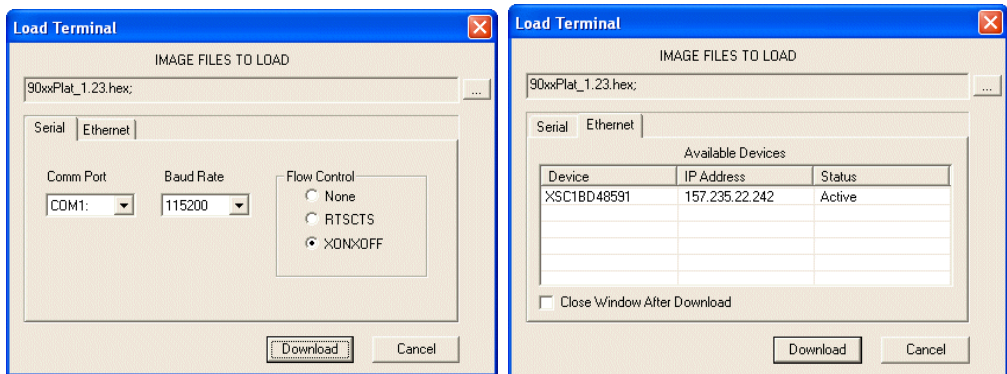 Load Terminal
IMAGE FILES TO LOAD
90xxPlat_1.23.hex;
...
Serial Ethernet
Comm Port Baud Rate Flow Control
COM1: 115200
None
RTSCTS
XONXOFF
Download Cancel
Load Terminal
IMAGE FILES TO LOAD
90xxPlat_1.23.hex;
...
Serial Ethernet
Available Devices
Device IP Address Status
XSC1BD48591 157.235.22.242 Active
Close Window After Download
Download Cancel